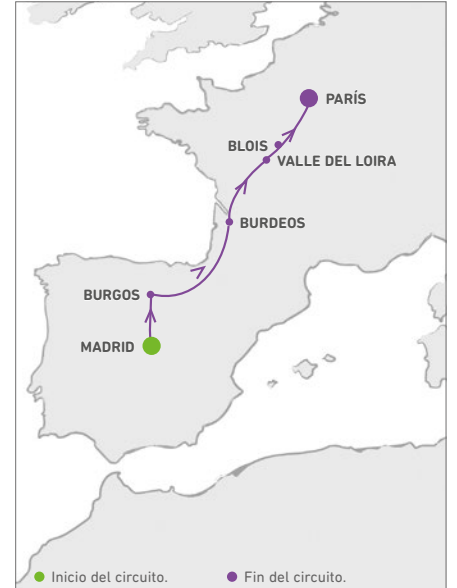 PARÍS
BLOIS
VALLE DEL LOIRA
BURDEOS
BURGOS
MADRID
Inicio del circuito.
Fin del circuito.